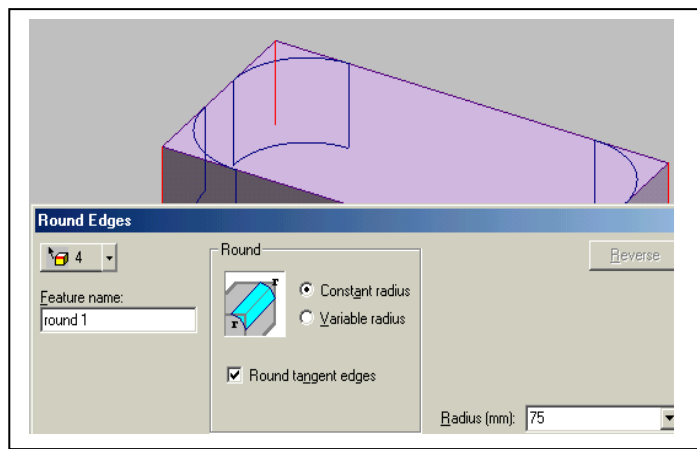 Round Edges
4
Feature name:
round 1
Round
r
r
Constant radius
Variable radius
Round tangent edges
Reverse
Radius (mm):
75